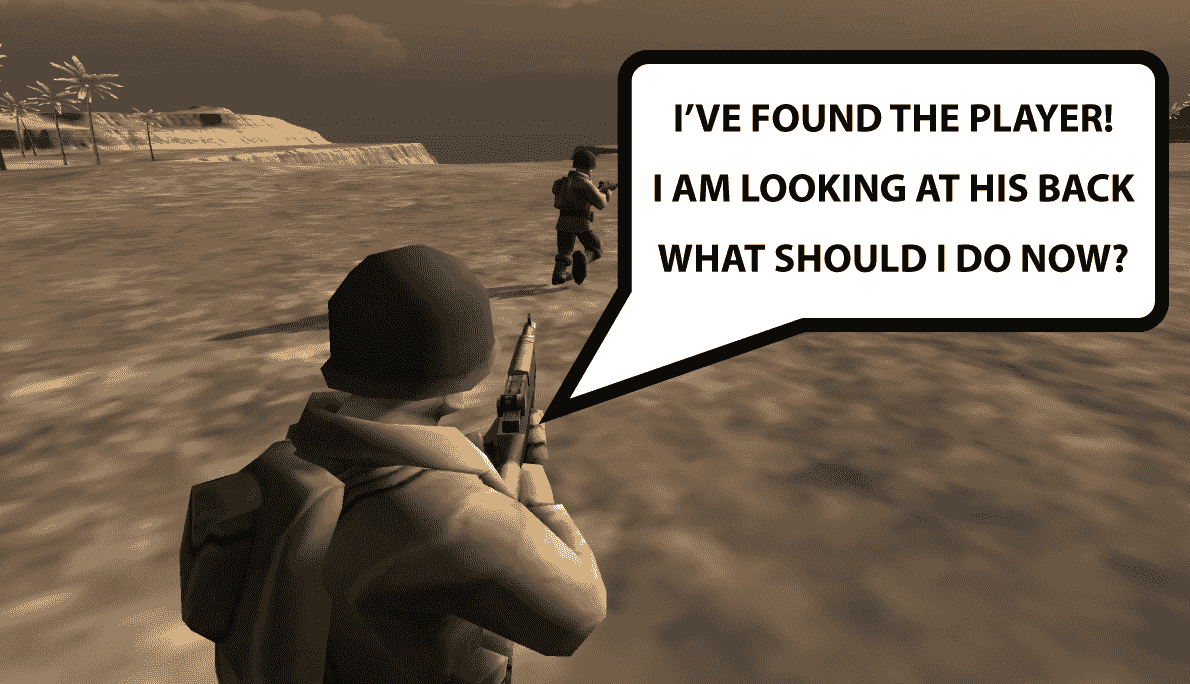 I’VE FOUND THE PLAYER!
I AM LOOKING AT HIS BACK
WHAT SHOULD I DO NOW?